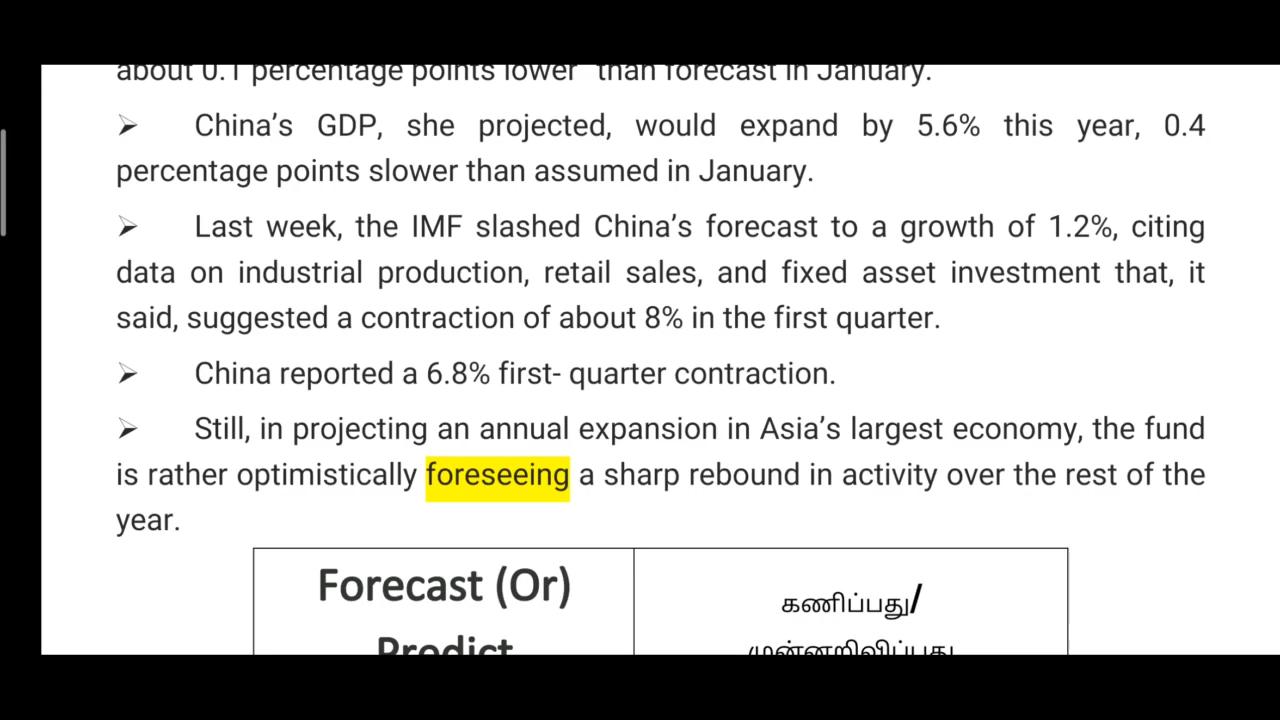 about 0.1 percentage points lower than forecast in January.
➢ China's GDP, she projected, would expand by 5.6% this year, 0.4
percentage points slower than assumed in January.
➢ Last week, the IMF slashed China's forecast to a growth of 1.2%, citing
data on industrial production, retail sales, and fixed asset investment that, it
said, suggested a contraction of about 8% in the first quarter.
➢ China reported a 6.8% first- quarter contraction.
➢ Still, in projecting an annual expansion in Asia's largest economy, the fund
is rather optimistically foreseeing a sharp rebound in activity over the rest of the
year.
Forecast (Or)
Predict
கணிப்பது/
முன்னறிவிப்பது